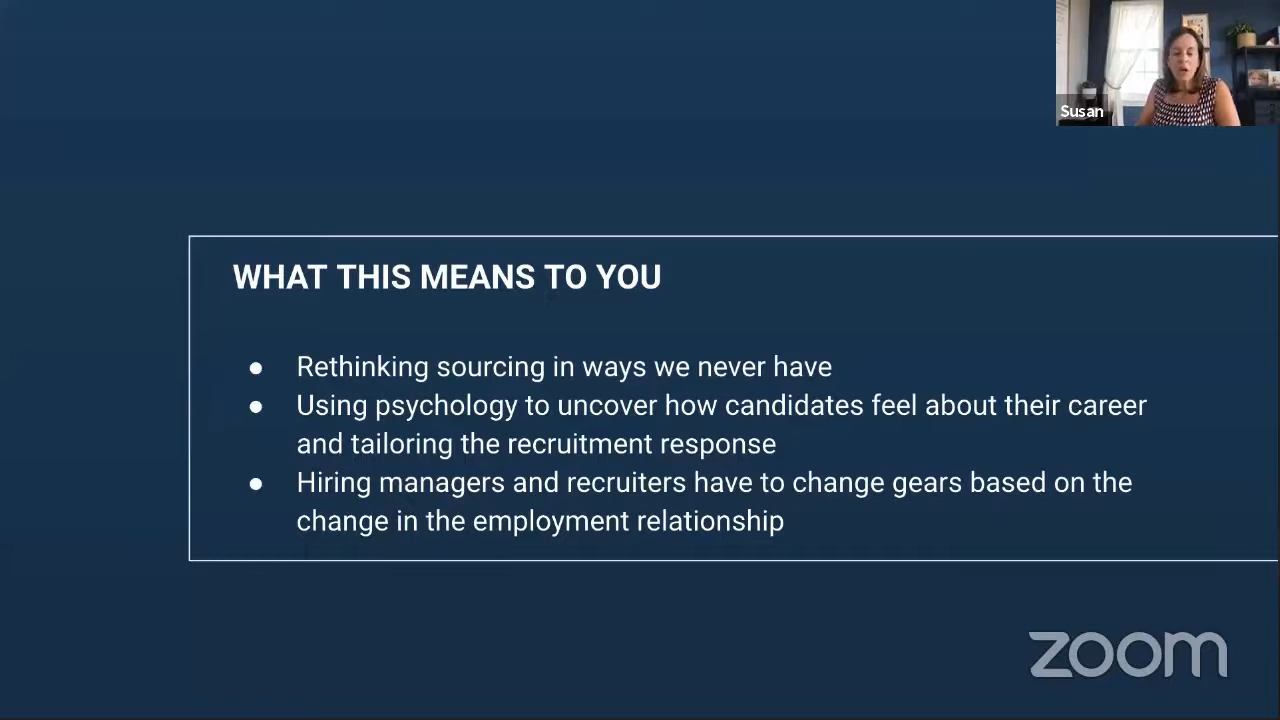 Susan
WHAT THIS MEANS TO YOU
● Rethinking sourcing in ways we never have
● Using psychology to uncover how candidates feel about their career
and tailoring the recruitment response
● Hiring managers and recruiters have to change gears based on the
change in the employment relationship
zoom